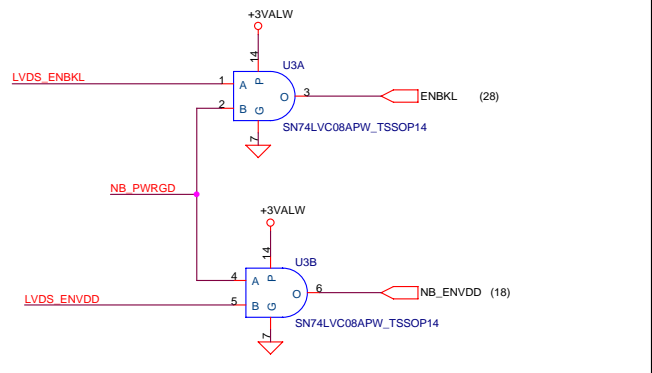 +3VALW
14
U3A
LVDS_ENBKL
1
A
P
2
B
G
O
3
ENBKL (28)
7
SN74LVC08APW_TSSOP14
NB_PWRGD
+3VALW
14
U3B
4
A
P
LVDS_ENVDD
5
B
G
O
6
NB_ENVDD (18)
7
SN74LVC08APW_TSSOP14